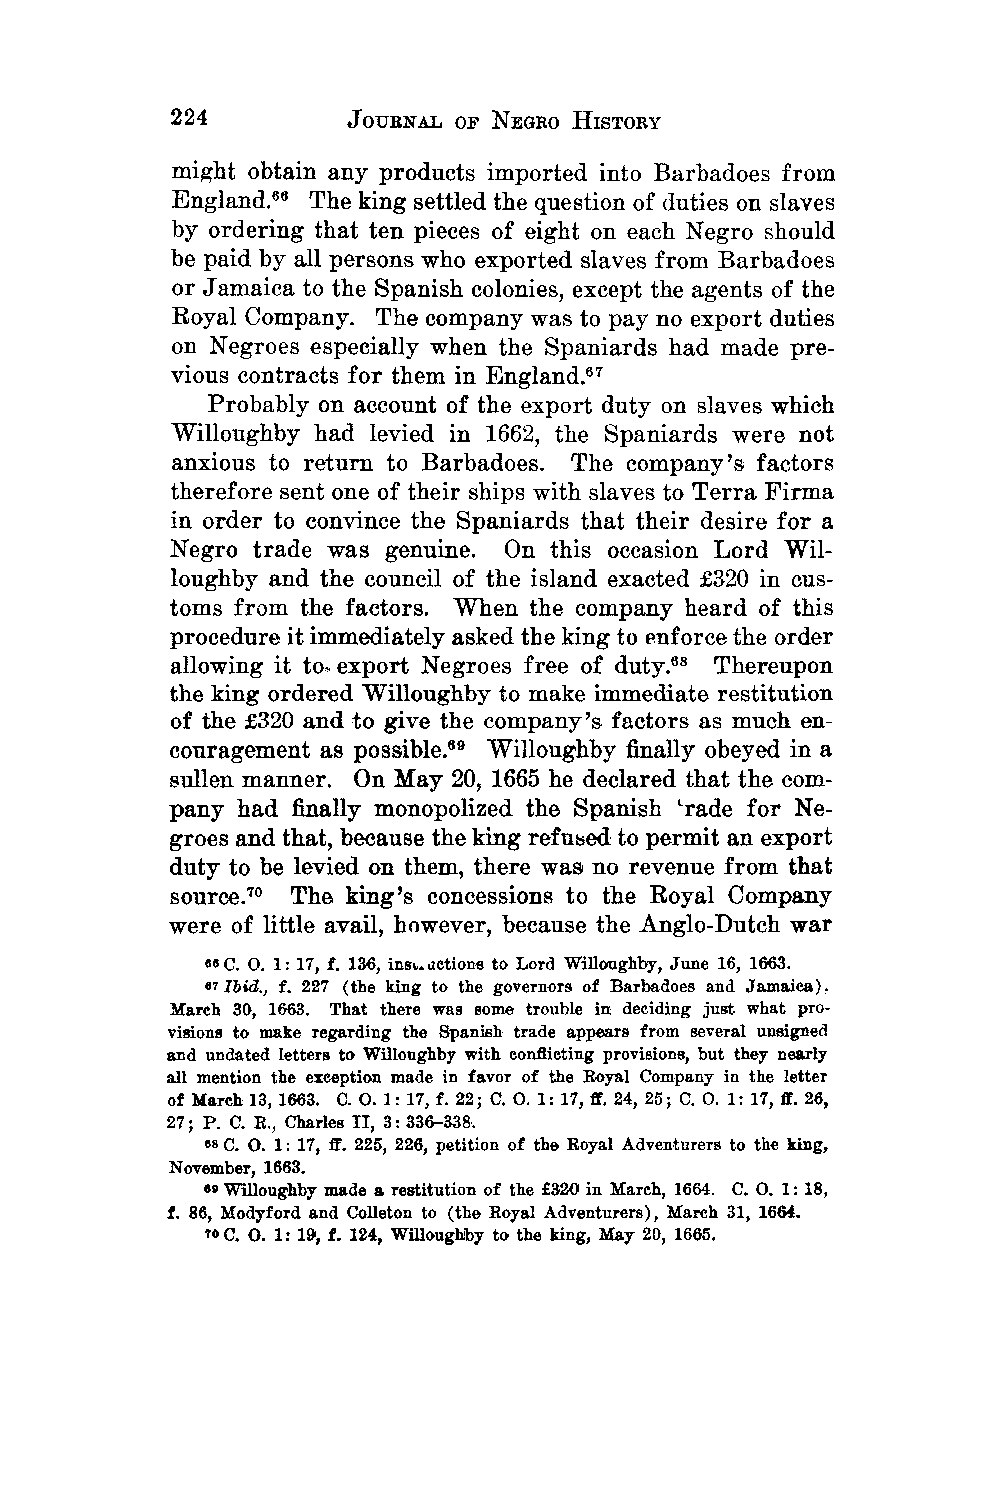 224 JOURNAL OF NEGRO HISTORY
might obtain any products imported into Barbadoes from
England.⁶⁶ The king settled the question of duties on slaves
by ordering that ten pieces of eight on each Negro should
be paid by all persons who exported slaves from Barbadoes
or Jamaica to the Spanish colonies, except the agents of the
Royal Company. The company was to pay no export duties
on Negroes especially when the Spaniards had made pre-
vious contracts for them in England.⁶⁷
Probably on account of the export duty on slaves which
Willoughby had levied in 1662, the Spaniards were not
anxious to return to Barbadoes. The company's factors
therefore sent one of their ships with slaves to Terra Firma
in order to convince the Spaniards that their desire for a
Negro trade was genuine. On this occasion Lord Wil-
loughby and the council of the island exacted £320 in cus-
toms from the factors. When the company heard of this
procedure it immediately asked the king to enforce the order
allowing it to export Negroes free of duty.⁶⁸ Thereupon
the king ordered Willoughby to make immediate restitution
of the £320 and to give the company's factors as much en-
couragement as possible.⁶⁹ Willoughby finally obeyed in a
sullen manner. On May 20, 1665 he declared that the com-
pany had finally monopolized the Spanish trade for Ne-
groes and that, because the king refused to permit an export
duty to be levied on them, there was no revenue from that
source.⁷⁰ The king's concessions to the Royal Company
were of little avail, however, because the Anglo-Dutch war
⁶⁶ C. O. 1: 17, f. 136, instructions to Lord Willoughby, June 16, 1663.
⁶⁷ Ibid., f. 227 (the king to the governors of Barbadoes and Jamaica).
March 30, 1663. That there was some trouble in deciding just what pro-
visions to make regarding the Spanish trade appears from several unsigned
and undated letters to Willoughby with conflicting provisions, but they nearly
all mention the exception made in favor of the Royal Company in the letter
of March 13, 1663. C. O. 1: 17, f. 22; C. O. 1: 17, ff. 24, 25; C. O. 1: 17, ff. 26,
27; P. C. R., Charles II, 3: 336–338.
⁶⁸ C. O. 1: 17, ff. 225, 226, petition of the Royal Adventurers to the king,
November, 1663.
⁶⁹ Willoughby made a restitution of the £320 in March, 1664. C. O. 1: 18,
f. 86, Modyford and Colleton to (the Royal Adventurers), March 31, 1664.
⁷⁰ C. O. 1: 19, f. 124, Willoughby to the king, May 20, 1665.